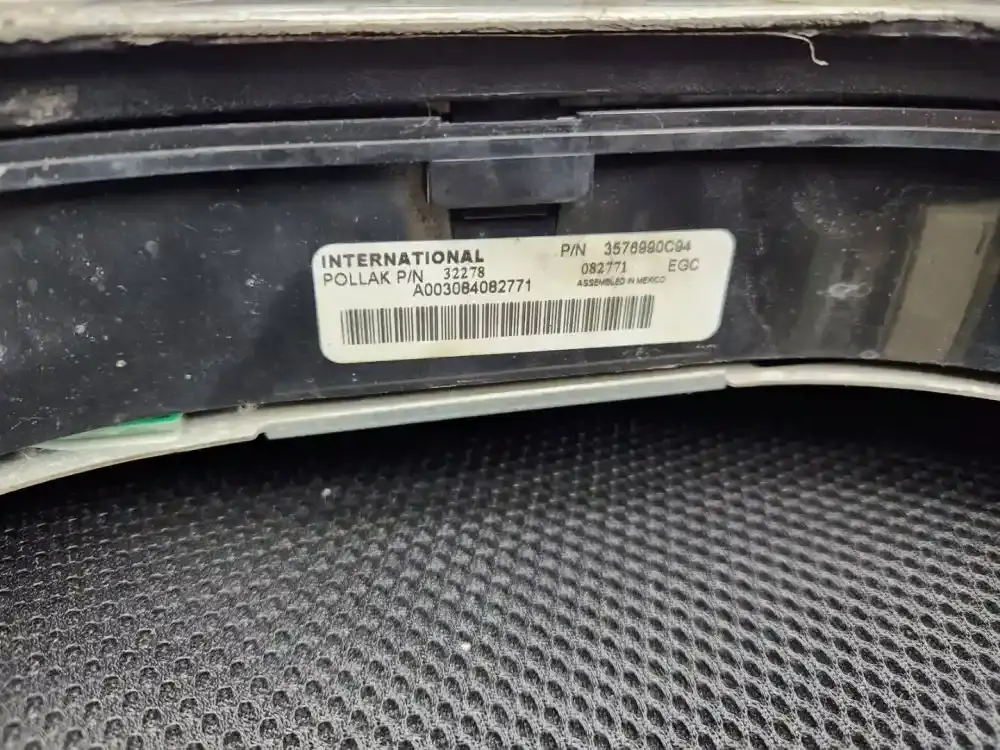 INTERNATIONAL P/N 3576990C94
POLLAK P/N 32278 082771 EGC
A003084082771 ASSEMBLED IN MEXICO